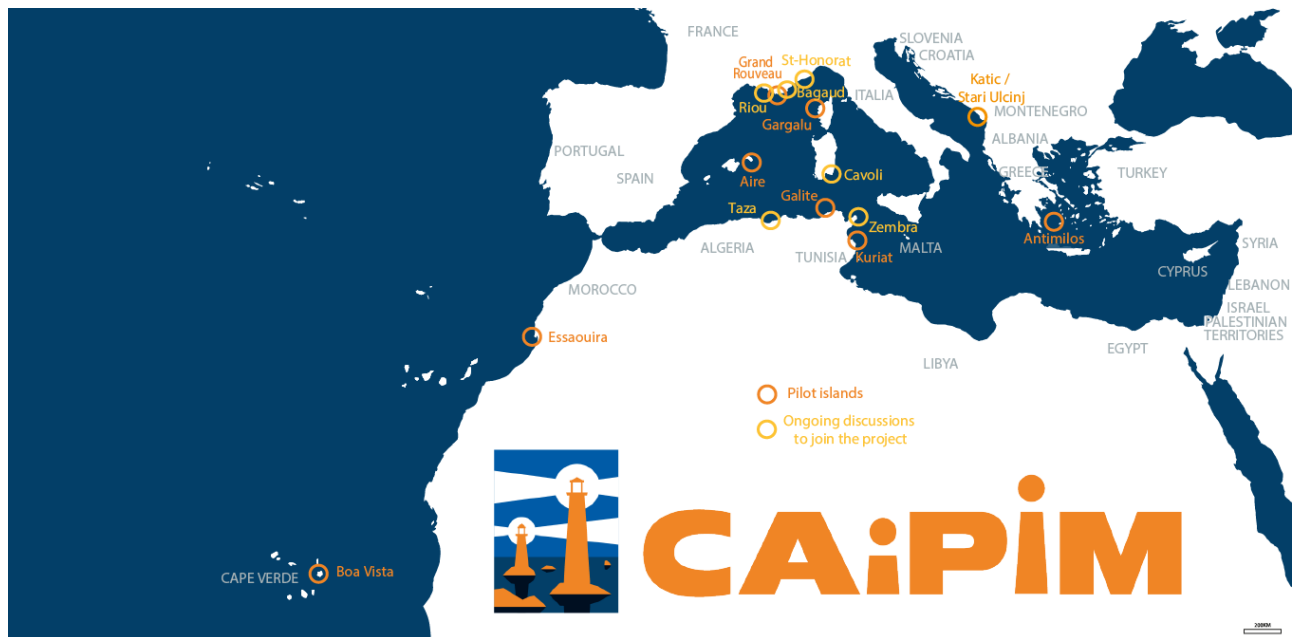 FRANCE
SLOVENIA
CROATIA
St-Honorat
Grand
Rouveau
Bagaud
Riou
ITALIA
Katic /
Stari Ulcinj
MONTENEGRO
Gargalu
ALBANIA
PORTUGAL
SPAIN
Aire
Cavoli
GREECE
TURKEY
Galite
Taza
Zembra
Antimilos
ALGERIA
TUNISIA
Kuriat
MALTA
SYRIA
CYPRUS
LEBANON
MOROCCO
ISRAEL
PALESTINIAN
TERRITORIES
Essaouira
EGYPT
LIBYA
Pilot islands
Ongoing discussions
to join the project
CAiPiM
CAPE VERDE
Boa Vista
200KM